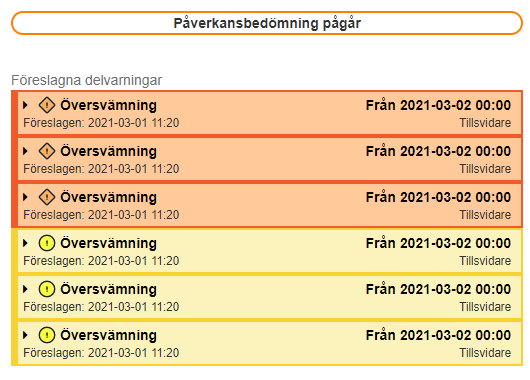 Påverkansbedömning pågår
Föreslagna delvarningar
Översvämning Från 2021-03-02 00:00
Föreslagen: 2021-03-01 11:20 Tillsvidare
Översvämning Från 2021-03-02 00:00
Föreslagen: 2021-03-01 11:20 Tillsvidare
Översvämning Från 2021-03-02 00:00
Föreslagen: 2021-03-01 11:20 Tillsvidare
Översvämning Från 2021-03-02 00:00
Föreslagen: 2021-03-01 11:20 Tillsvidare
Översvämning Från 2021-03-02 00:00
Föreslagen: 2021-03-01 11:20 Tillsvidare
Översvämning Från 2021-03-02 00:00
Föreslagen: 2021-03-01 11:20 Tillsvidare